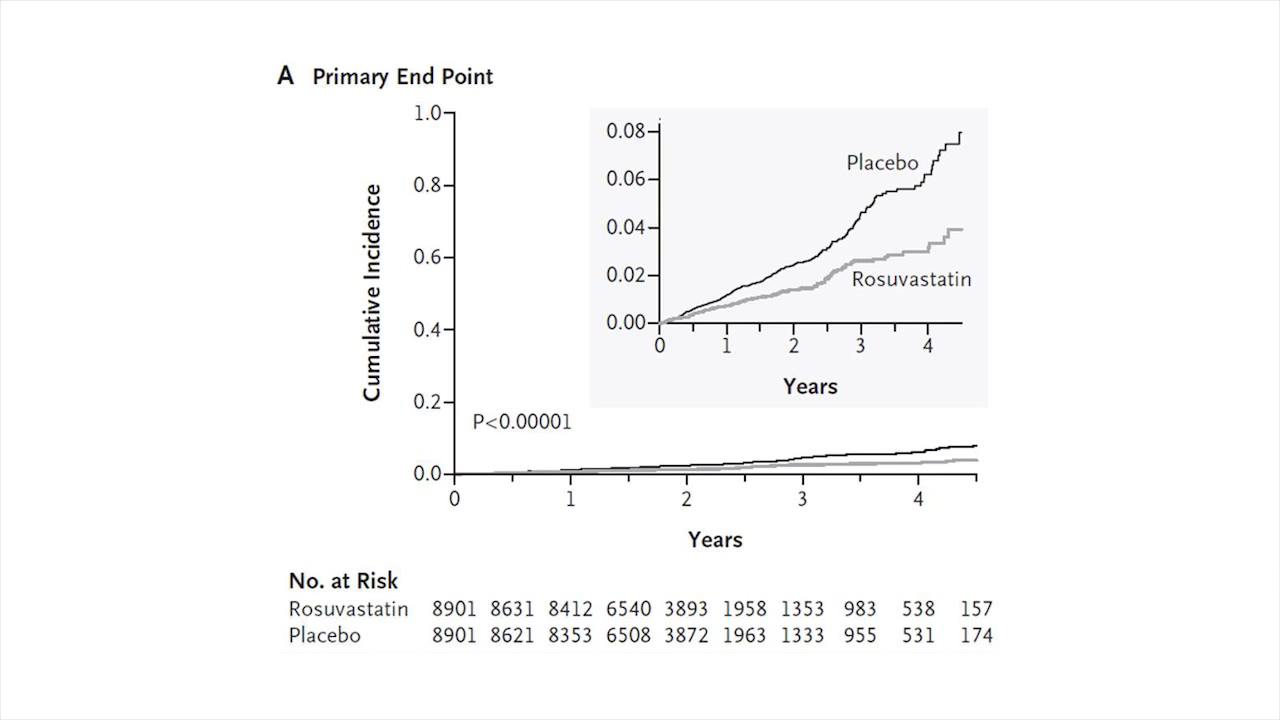 A Primary End Point
1.0
0.8
0.6
0.4
0.2
0.0
Cumulative Incidence
P<0.00001
0 1 2 3 4
Years
0.08
0.06
0.04
0.02
0.00
Placebo
Rosuvastatin
0 1 2 3 4
Years
No. at Risk
Rosuvastatin 8901 8631 8412 6540 3893 1958 1353 983 538 157
Placebo 8901 8621 8353 6508 3872 1963 1333 955 531 174